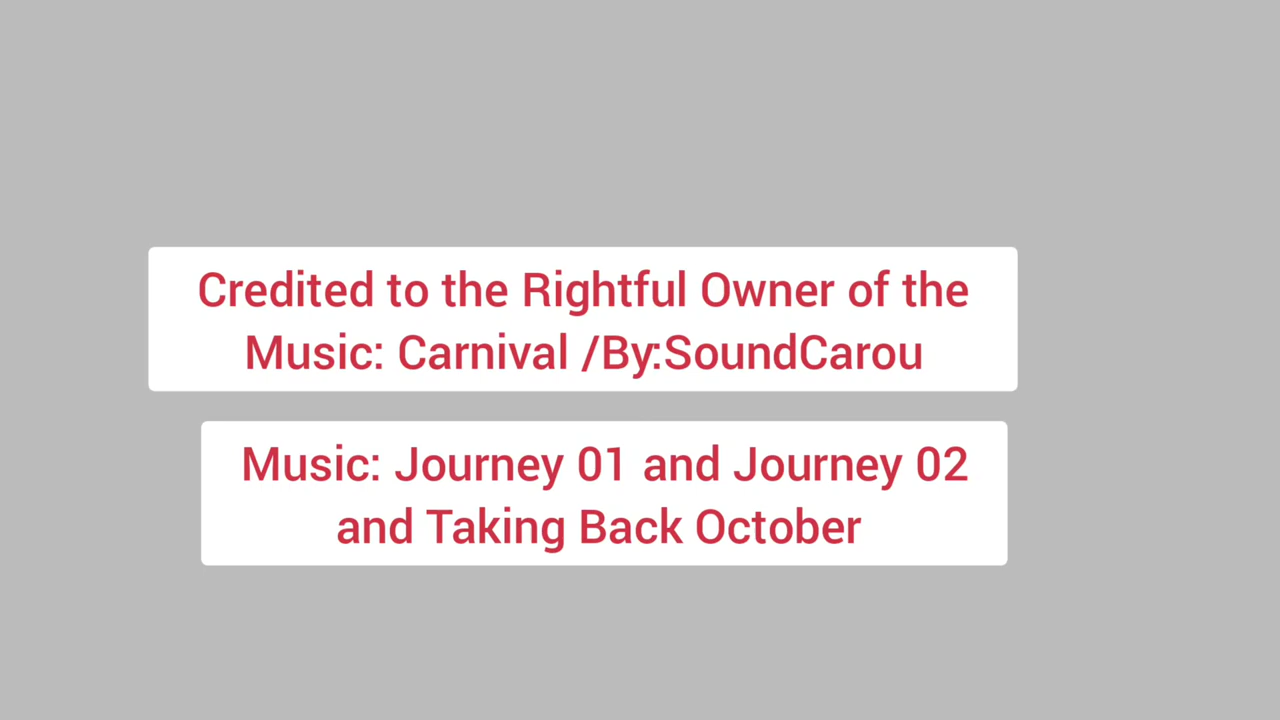 Credited to the Rightful Owner of the
Music: Carnival /By:SoundCarou
Music: Journey 01 and Journey 02
and Taking Back October